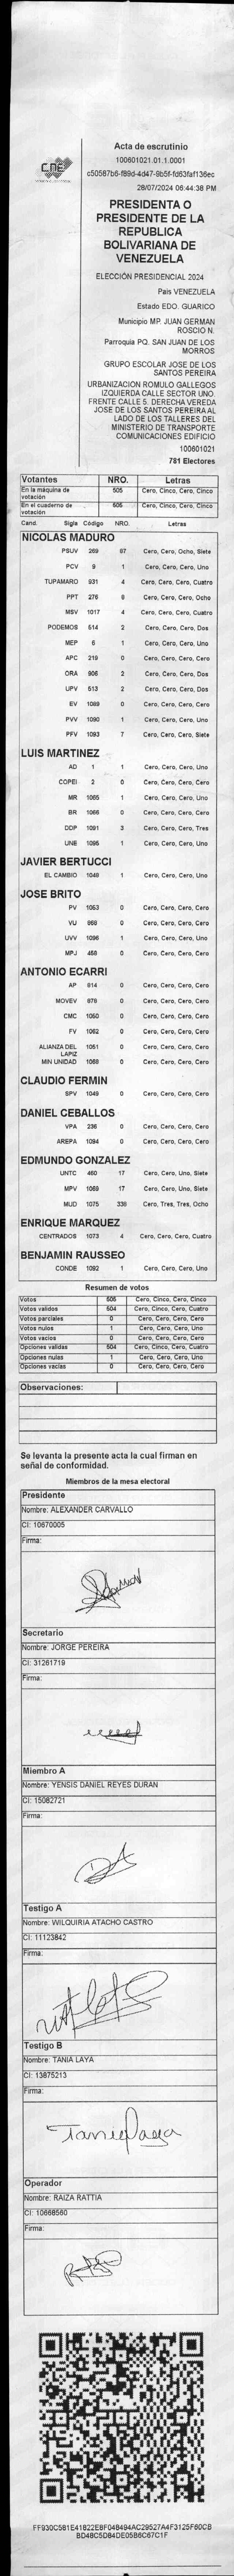 CNE
Acta de escrutinio
100601021.01.1.0001
c50587b6-f89d-4d47-9b5f-fd63faf136ec
28/07/2024 06:44:38 PM
PRESIDENTA O
PRESIDENTE DE LA
REPUBLICA
BOLIVARIANA DE
VENEZUELA
ELECCIÓN PRESIDENCIAL 2024
Pais VENEZUELA
Estado EDO. GUARICO
Municipio MP. JUAN GERMAN
ROSCIO N.
Parroquia PQ. SAN JUAN DE LOS
MORROS
GRUPO ESCOLAR JOSE DE LOS
SANTOS PEREIRA
URBANIZACION ROMULO GALLEGOS
IZQUIERDA CALLE SECTOR UNO.
FRENTE CALLE 5. DERECHA VEREDA
JOSE DE LOS SANTOS PEREIRA AL
LADO DE LOS TALLERES DEL
MINISTERIO DE TRANSPORTE
COMUNICACIONES EDIFICIO
100601021
781 Electores
Votantes NRO. Letras
En la máquina de votación 505 Cero, Cinco, Cero, Cinco
En el cuaderno de votación 505 Cero, Cinco, Cero, Cinco
Cand. Sigla Código NRO. Letras
NICOLAS MADURO
PSUV 269 87 Cero, Cero, Ocho, Siete
PCV 9 1 Cero, Cero, Cero, Uno
TUPAMARO 931 4 Cero, Cero, Cero, Cuatro
PPT 276 8 Cero, Cero, Cero, Ocho
MSV 1017 4 Cero, Cero, Cero, Cuatro
PODEMOS 514 2 Cero, Cero, Cero, Dos
MEP 6 1 Cero, Cero, Cero, Uno
APC 219 0 Cero, Cero, Cero, Cero
ORA 906 2 Cero, Cero, Cero, Dos
UPV 513 2 Cero, Cero, Cero, Dos
EV 1089 0 Cero, Cero, Cero, Cero
PVV 1090 1 Cero, Cero, Cero, Uno
PFV 1093 7 Cero, Cero, Cero, Siete
LUIS MARTINEZ
AD 1 1 Cero, Cero, Cero, Uno
COPEI 2 0 Cero, Cero, Cero, Cero
MR 1065 1 Cero, Cero, Cero, Uno
BR 1066 0 Cero, Cero, Cero, Cero
DDP 1091 3 Cero, Cero, Cero, Tres
UNE 1095 1 Cero, Cero, Cero, Uno
JAVIER BERTUCCI
EL CAMBIO 1048 1 Cero, Cero, Cero, Uno
JOSE BRITO
PV 1053 0 Cero, Cero, Cero, Cero
VU 868 0 Cero, Cero, Cero, Cero
UVV 1096 1 Cero, Cero, Cero, Uno
MPJ 458 0 Cero, Cero, Cero, Cero
ANTONIO ECARRI
AP 814 0 Cero, Cero, Cero, Cero
MOVEV 878 0 Cero, Cero, Cero, Cero
CMC 1050 0 Cero, Cero, Cero, Cero
FV 1062 0 Cero, Cero, Cero, Cero
ALIANZA DEL LAPIZ 1051 0 Cero, Cero, Cero, Cero
MIN UNIDAD 1068 0 Cero, Cero, Cero, Cero
CLAUDIO FERMIN
SPV 1049 0 Cero, Cero, Cero, Cero
DANIEL CEBALLOS
VPA 236 0 Cero, Cero, Cero, Cero
AREPA 1094 0 Cero, Cero, Cero, Cero
EDMUNDO GONZALEZ
UNTC 450 17 Cero, Cero, Uno, Siete
MPV 1069 17 Cero, Cero, Uno, Siete
MUD 1075 338 Cero, Tres, Tres, Ocho
ENRIQUE MARQUEZ
CENTRADOS 1073 4 Cero, Cero, Cero, Cuatro
BENJAMIN RAUSSEO
CONDE 1092 1 Cero, Cero, Cero, Uno
Resumen de votos
Votos 505 Cero, Cinco, Cero, Cinco
Votos validos 504 Cero, Cinco, Cero, Cuatro
Votos parciales 0 Cero, Cero, Cero, Cero
Votos nulos 1 Cero, Cero, Cero, Uno
Votos vacios 0 Cero, Cero, Cero, Cero
Opciones validas 504 Cero, Cinco, Cero, Cuatro
Opciones nulas 1 Cero, Cero, Cero, Uno
Opciones vacias 0 Cero, Cero, Cero, Cero
Observaciones:
Se levanta la presente acta la cual firman en
señal de conformidad.
Miembros de la mesa electoral
Presidente
Nombre: ALEXANDER CARVALLO
CI: 10670005
Firma:
Secretario
Nombre: JORGE PEREIRA
CI: 31261719
Firma:
Miembro A
Nombre: YENSIS DANIEL REYES DURAN
CI: 15082721
Firma:
Testigo A
Nombre: WILQUIRIA ATACHO CASTRO
CI: 11123842
Firma:
Testigo B
Nombre: TANIA LAYA
CI: 13875213
Firma:
Tania Laya
Operador
Nombre: RAIZA RATTIA
CI: 10668560
Firma:
FF930C581E41822E8F048494AC29527A4F3125F60CB
BD48C5D84DE05B6C67C1F